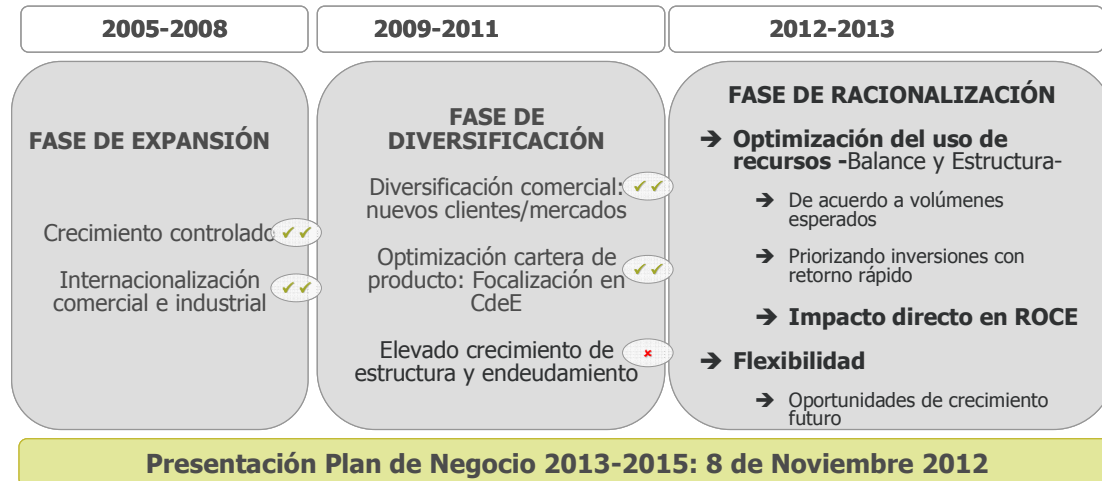 2005-2008
2009-2011
2012-2013
FASE DE EXPANSIÓN
Crecimiento controlado
Internacionalización
comercial e industrial
FASE DE
DIVERSIFICACIÓN
Diversificación comercial:
nuevos clientes/mercados
Optimización cartera de
producto: Focalización en
CdeE
Elevado crecimiento de
estructura y endeudamiento
FASE DE RACIONALIZACIÓN
➔ Optimización del uso de
recursos -Balance y Estructura-
➔ De acuerdo a volúmenes
esperados
➔ Priorizando inversiones con
retorno rápido
➔ Impacto directo en ROCE
➔ Flexibilidad
➔ Oportunidades de crecimiento
futuro
Presentación Plan de Negocio 2013-2015: 8 de Noviembre 2012